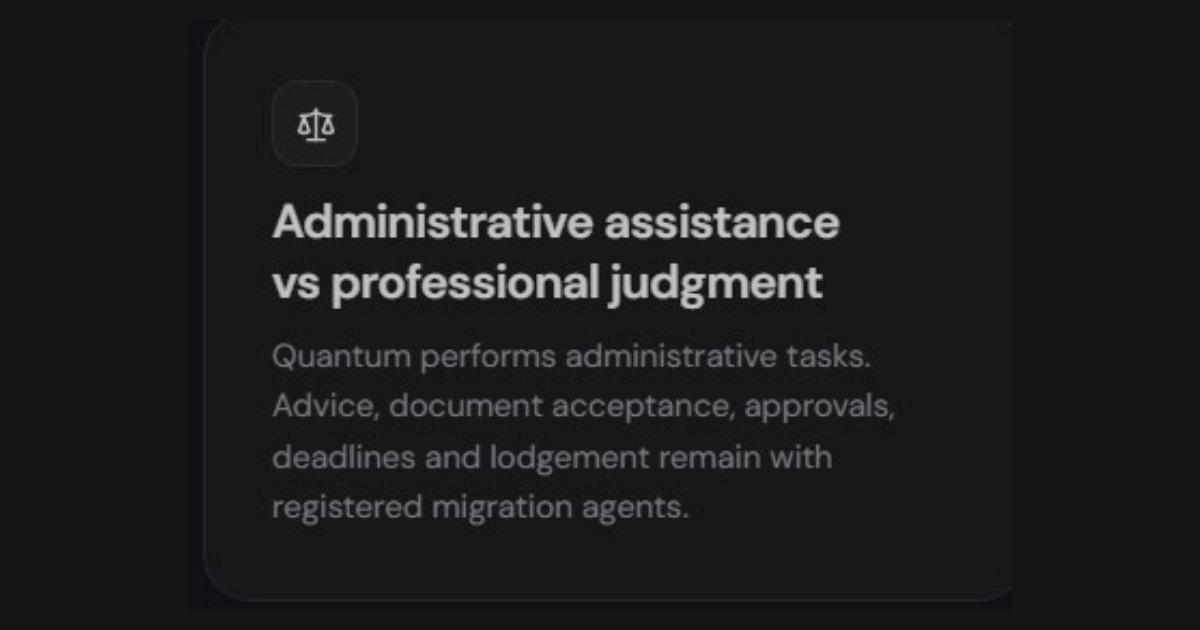 Administrative assistance
vs professional judgment
Quantum performs administrative tasks.
Advice, document acceptance, approvals,
deadlines and lodgement remain with
registered migration agents.